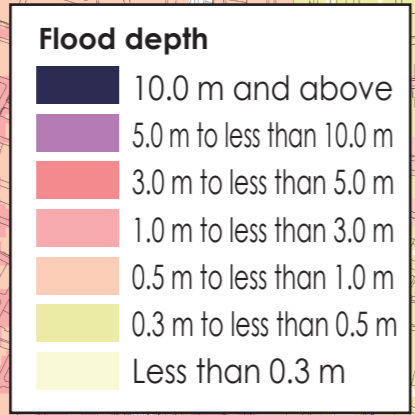 Flood depth
10.0 m and above
5.0 m to less than 10.0 m
3.0 m to less than 5.0 m
1.0 m to less than 3.0 m
0.5 m to less than 1.0 m
0.3 m to less than 0.5 m
Less than 0.3 m